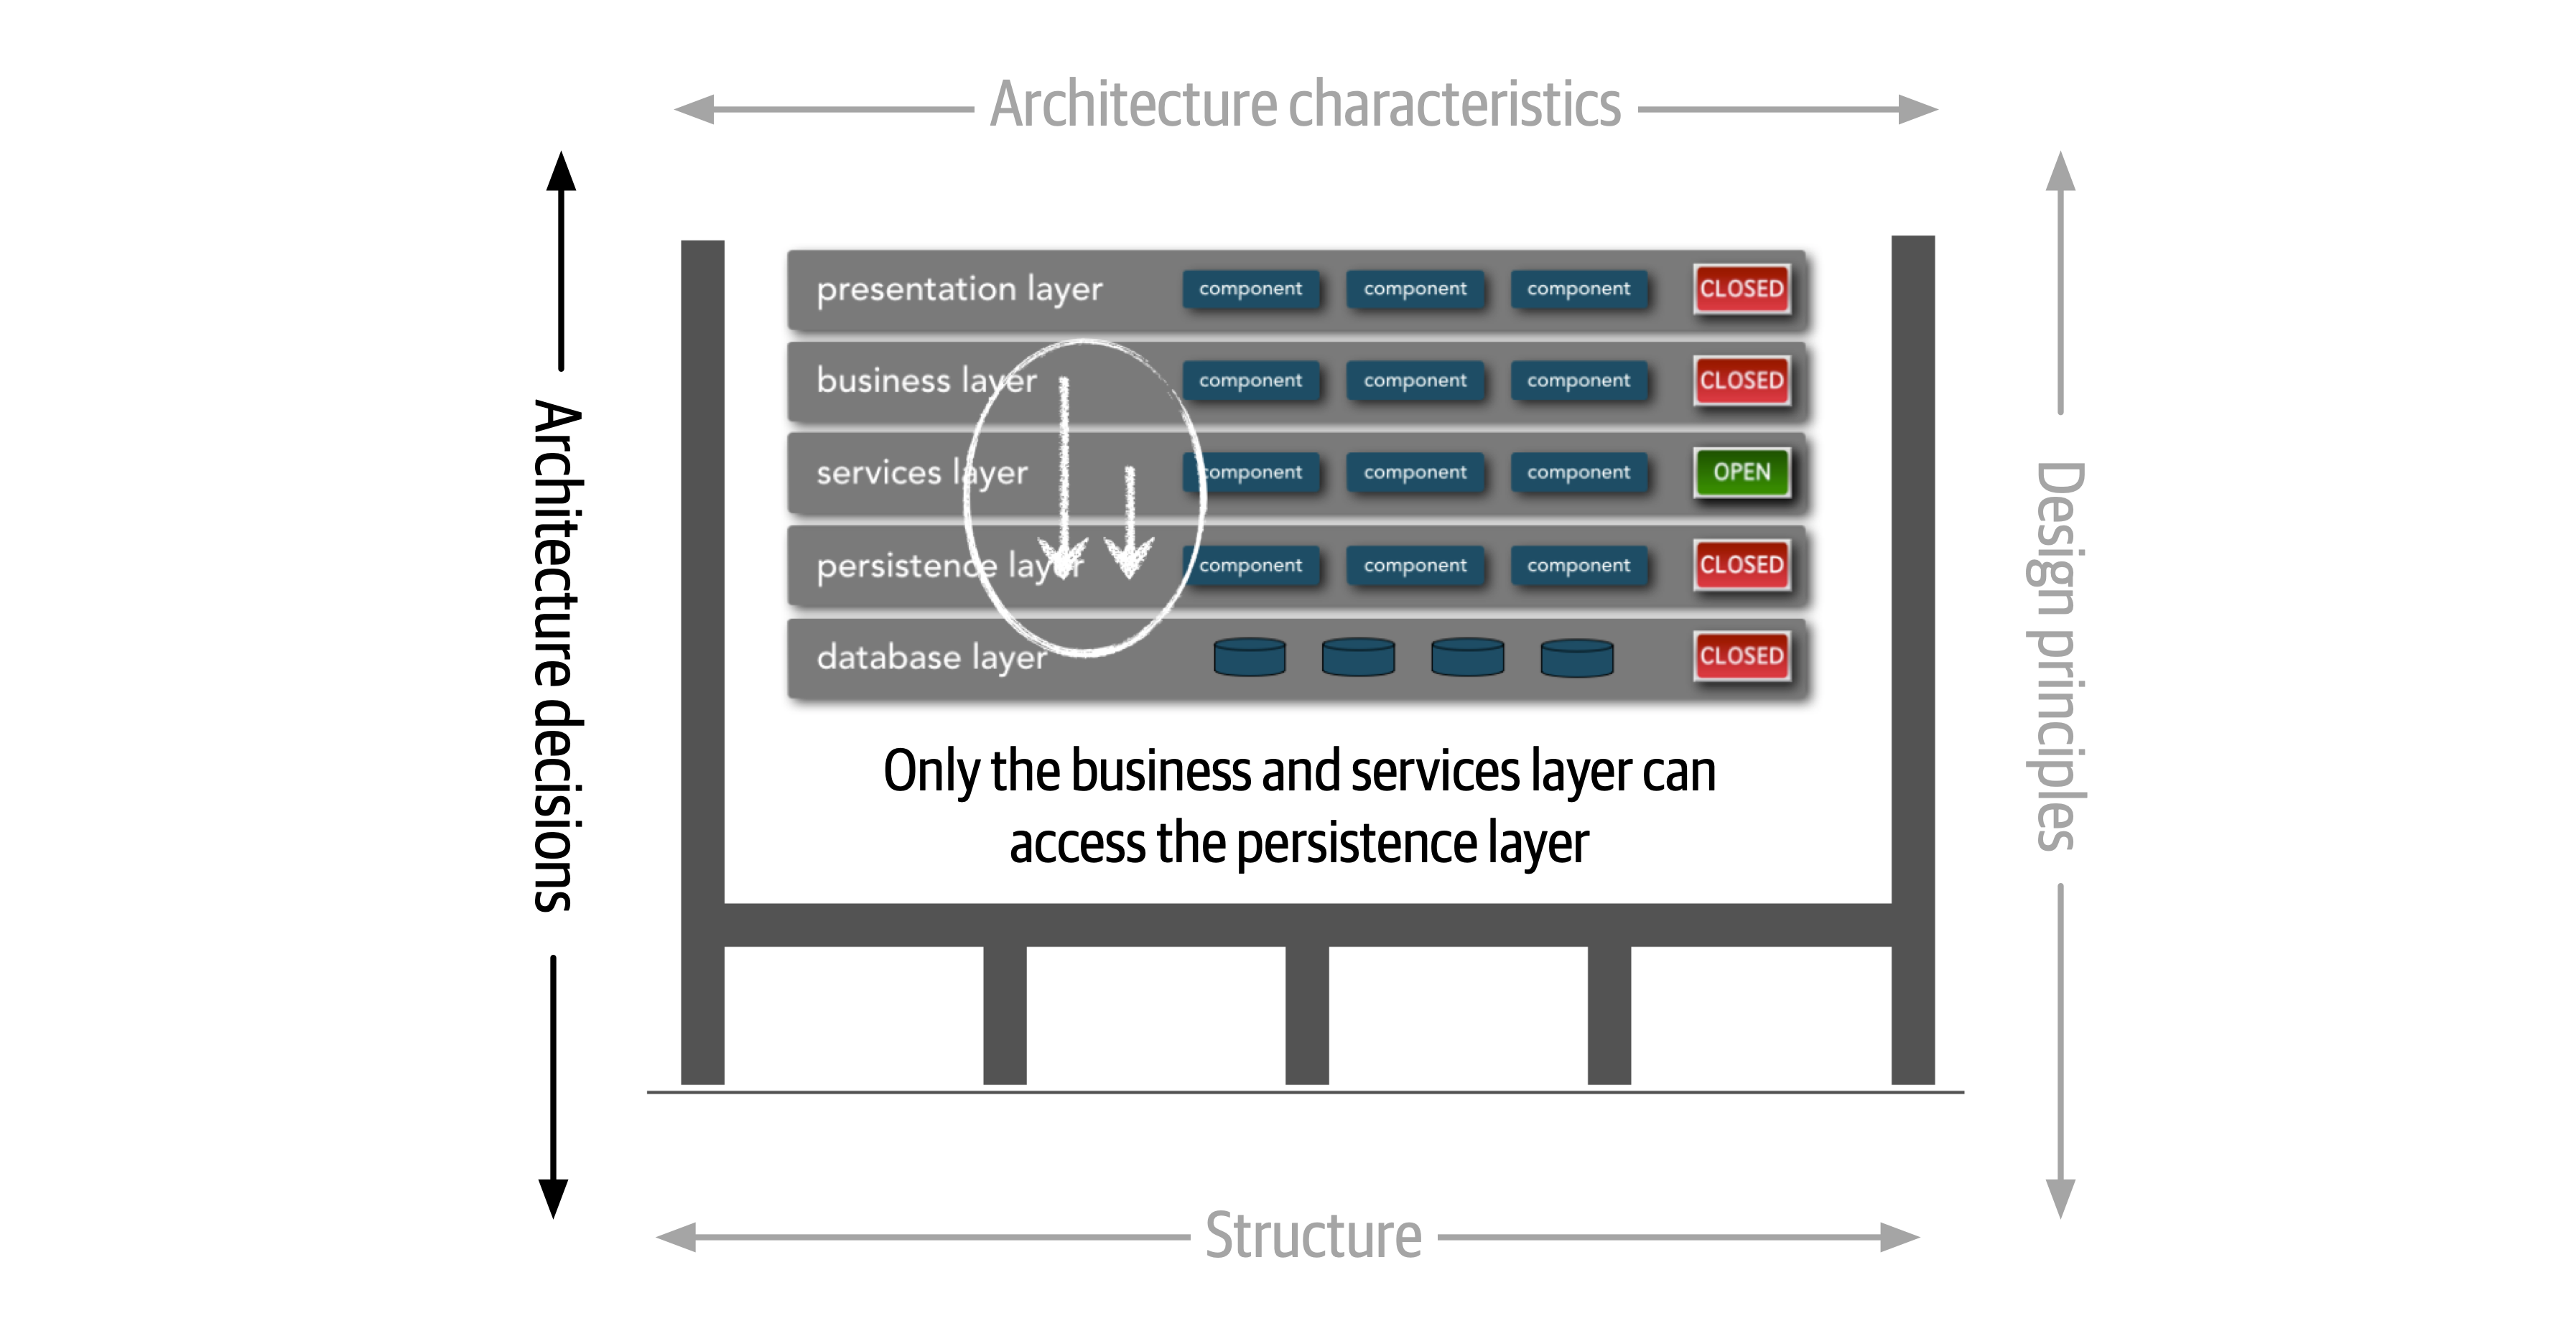 Architecture characteristics
Architecture decisions
presentation layer component component component CLOSED
business layer component component component CLOSED
services layer component component component OPEN
persistence layer component component component CLOSED
database layer CLOSED
Only the business and services layer can
access the persistence layer
Design principles
Structure